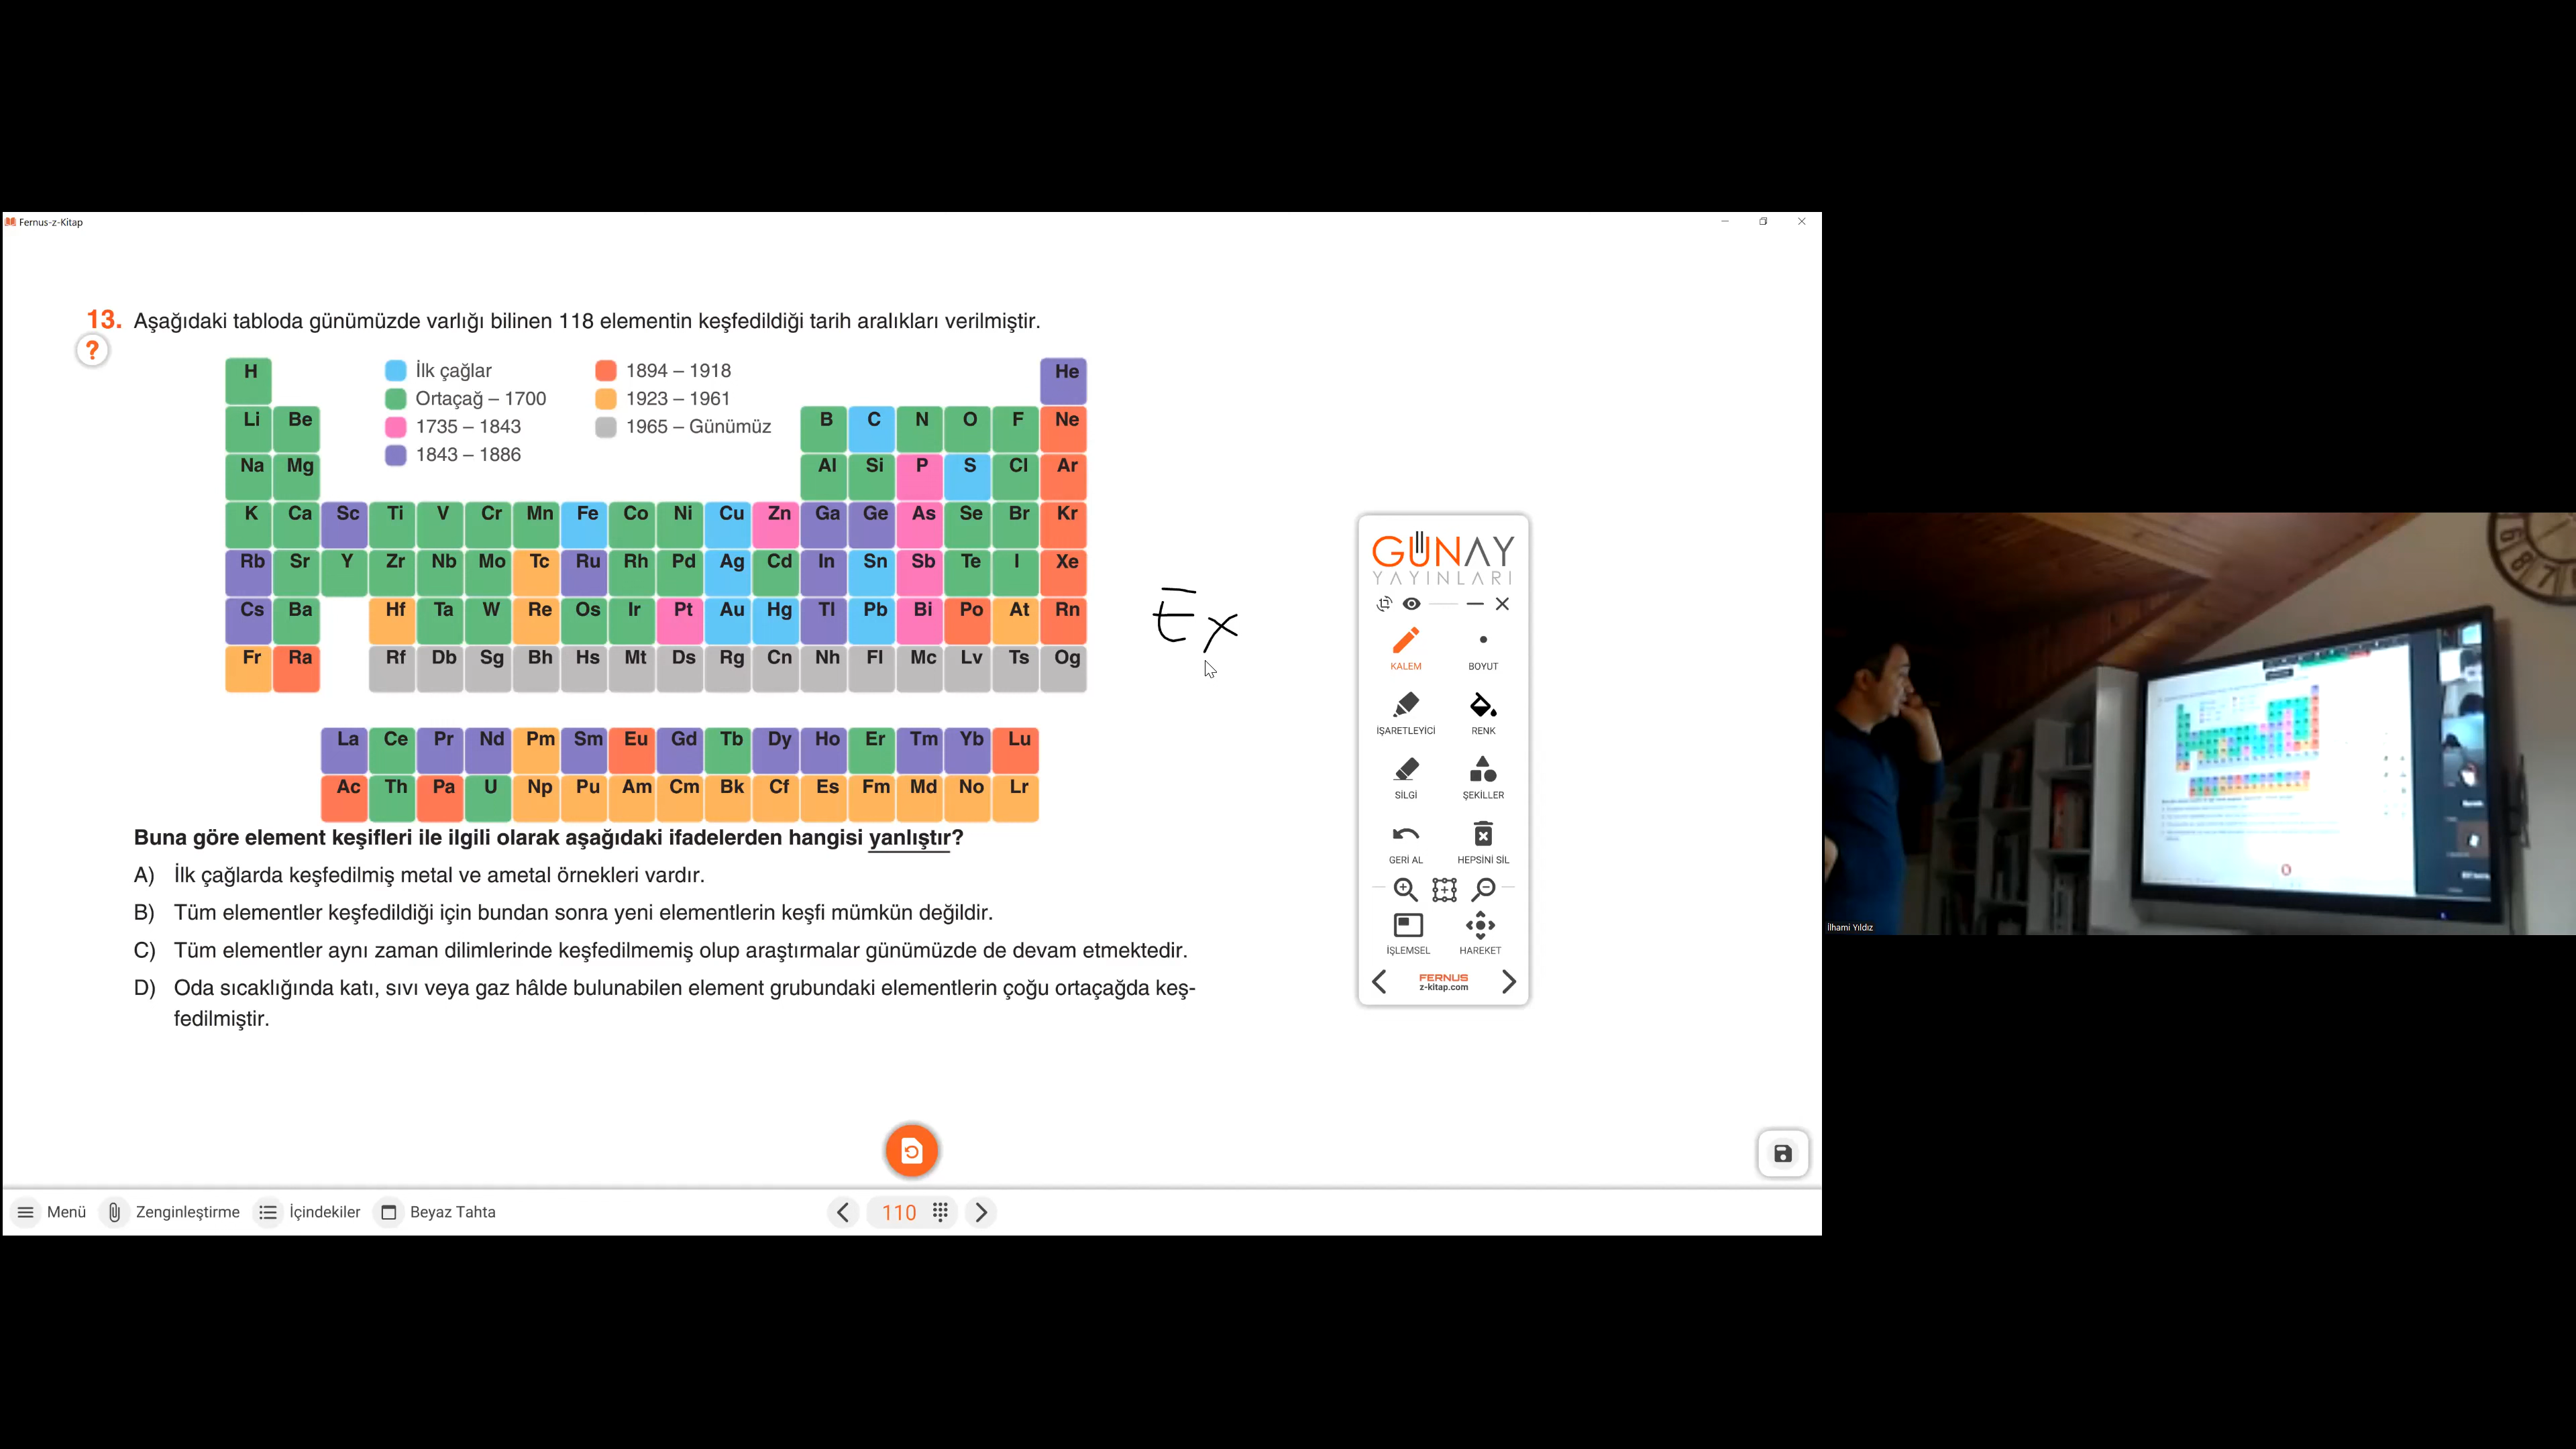 Fernus-z-Kitap
13. Aşağıdaki tabloda günümüzde varlığı bilinen 118 elementin keşfedildiği tarih aralıkları verilmiştir.
?
İlk çağlar
Ortaçağ – 1700
1735 – 1843
1843 – 1886
1894 – 1918
1923 – 1961
1965 – Günümüz
H He
Li Be B C N O F Ne
Na Mg Al Si P S Cl Ar
K Ca Sc Ti V Cr Mn Fe Co Ni Cu Zn Ga Ge As Se Br Kr
Rb Sr Y Zr Nb Mo Tc Ru Rh Pd Ag Cd In Sn Sb Te I Xe
Cs Ba Hf Ta W Re Os Ir Pt Au Hg Tl Pb Bi Po At Rn
Fr Ra Rf Db Sg Bh Hs Mt Ds Rg Cn Nh Fl Mc Lv Ts Og
La Ce Pr Nd Pm Sm Eu Gd Tb Dy Ho Er Tm Yb Lu
Ac Th Pa U Np Pu Am Cm Bk Cf Es Fm Md No Lr
Ex
Buna göre element keşifleri ile ilgili olarak aşağıdaki ifadelerden hangisi yanlıştır?
A) İlk çağlarda keşfedilmiş metal ve ametal örnekleri vardır.
B) Tüm elementler keşfedildiği için bundan sonra yeni elementlerin keşfi mümkün değildir.
C) Tüm elementler aynı zaman dilimlerinde keşfedilmemiş olup araştırmalar günümüzde de devam etmektedir.
D) Oda sıcaklığında katı, sıvı veya gaz hâlde bulunabilen element grubundaki elementlerin çoğu ortaçağda keş-
fedilmiştir.
GÜNAY
YAYINLARI
KALEM BOYUT
İŞARETLEYİCİ RENK
SİLGİ ŞEKİLLER
GERİ AL HEPSİNİ SİL
İŞLEMSEL HAREKET
FERNUS
z-kitap.com
Menü Zenginleştirme İçindekiler Beyaz Tahta 110
İlhami Yıldız